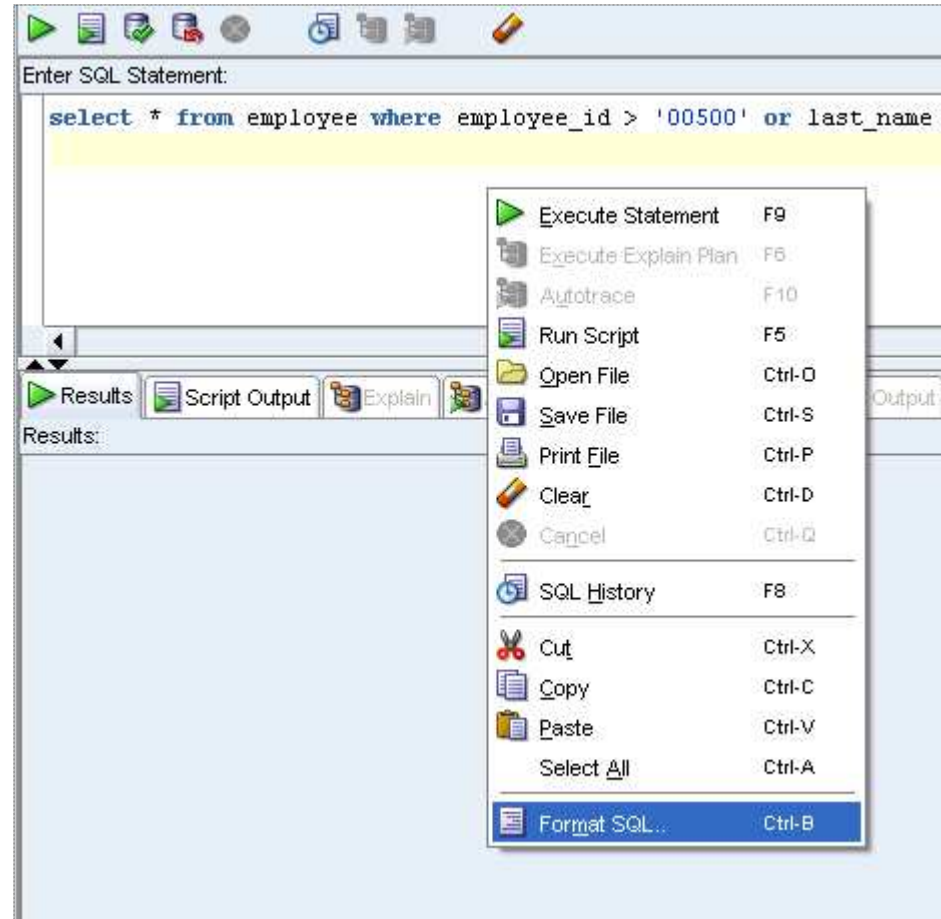 Enter SQL Statement:
select * from employee where employee_id > '00500' or last_name
Execute Statement F9
Execute Explain Plan F6
Autotrace F10
Run Script F5
Open File Ctrl-O
Save File Ctrl-S
Print File Ctrl-P
Clear Ctrl-D
Cancel Ctrl-Q
SQL History F8
Cut Ctrl-X
Copy Ctrl-C
Paste Ctrl-V
Select All Ctrl-A
Format SQL.. Ctrl-B
Results Script Output Explain Output
Results: